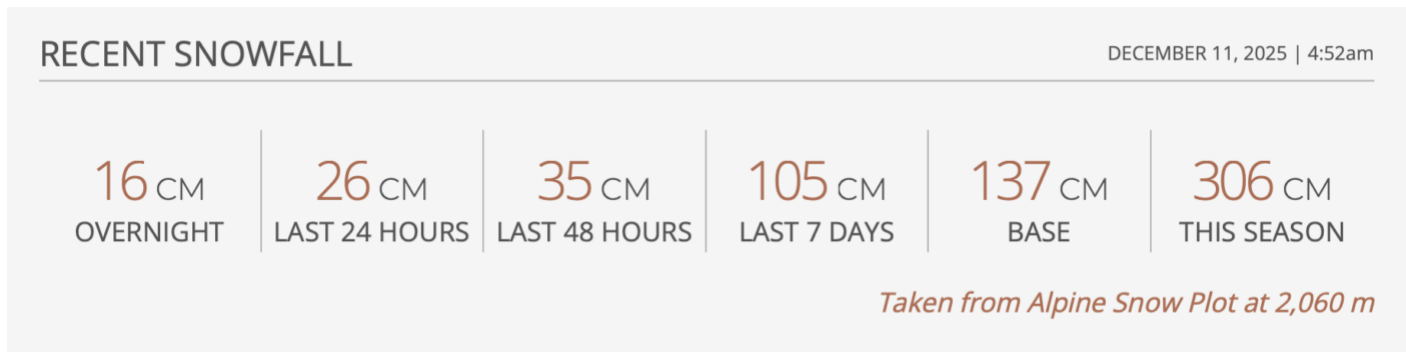 RECENT SNOWFALL
DECEMBER 11, 2025 | 4:52am
16 CM
OVERNIGHT
26 CM
LAST 24 HOURS
35 CM
LAST 48 HOURS
105 CM
LAST 7 DAYS
137 CM
BASE
306 CM
THIS SEASON
Taken from Alpine Snow Plot at 2,060 m